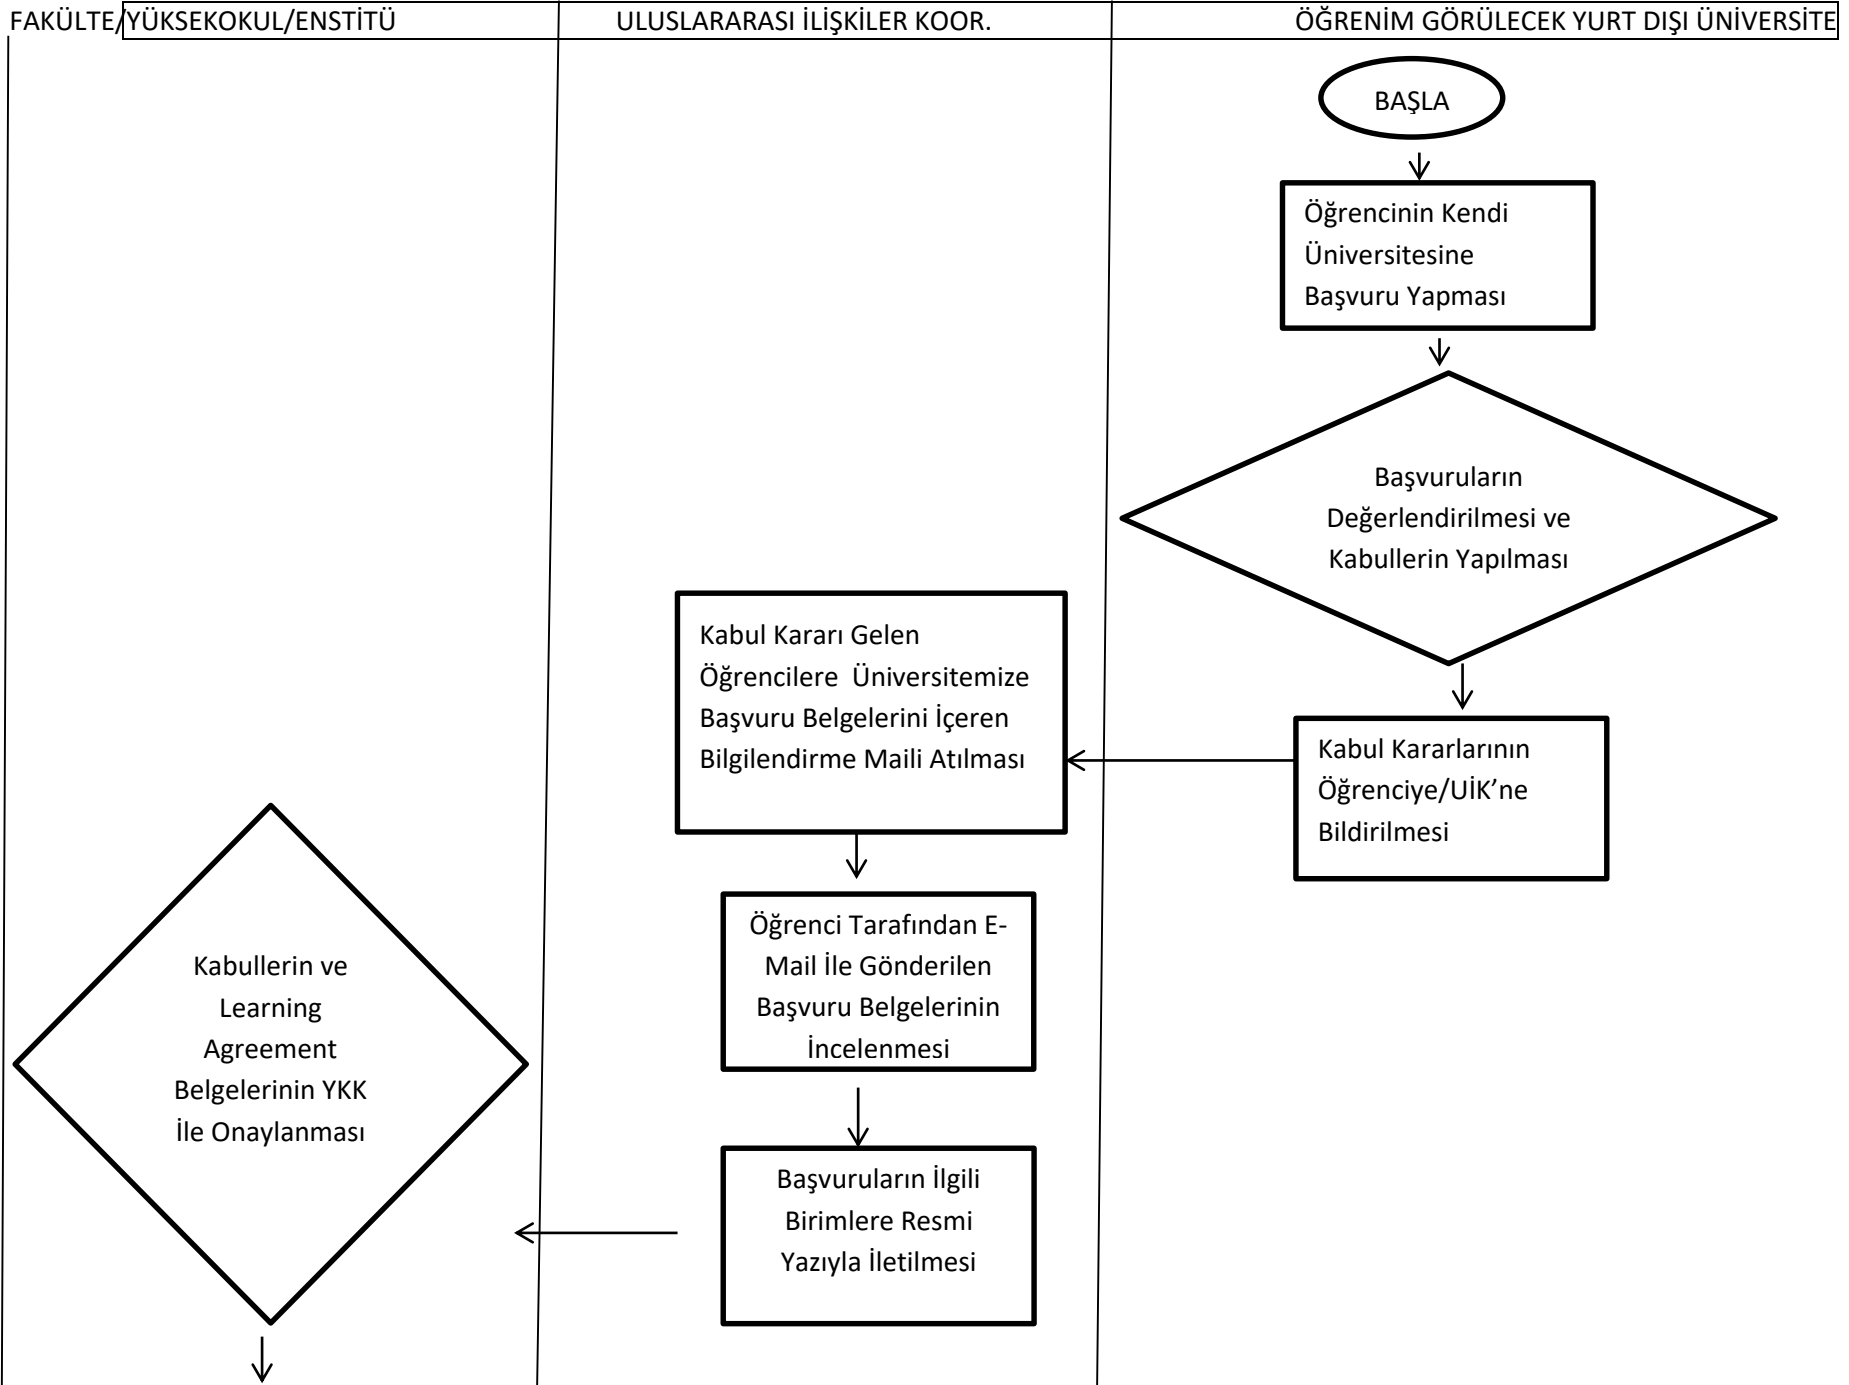 FAKÜLTE/YÜKSEKOKUL/ENSTİTÜ
ULUSLARARASI İLİŞKİLER KOOR.
ÖĞRENİM GÖRÜLECEK YURT DIŞI ÜNİVERSİTE
BAŞLA
Öğrencinin Kendi
Üniversitesine
Başvuru Yapması
Başvuruların
Değerlendirilmesi ve
Kabullerin Yapılması
Kabul Kararlarının
Öğrenciye/UİK’ne
Bildirilmesi
Kabul Kararı Gelen
Öğrencilere Üniversitemize
Başvuru Belgelerini İçeren
Bilgilendirme Maili Atılması
Öğrenci Tarafından E-
Mail İle Gönderilen
Başvuru Belgelerinin
İncelenmesi
Başvuruların İlgili
Birimlere Resmi
Yazıyla İletilmesi
Kabullerin ve
Learning
Agreement
Belgelerinin YKK
İle Onaylanması